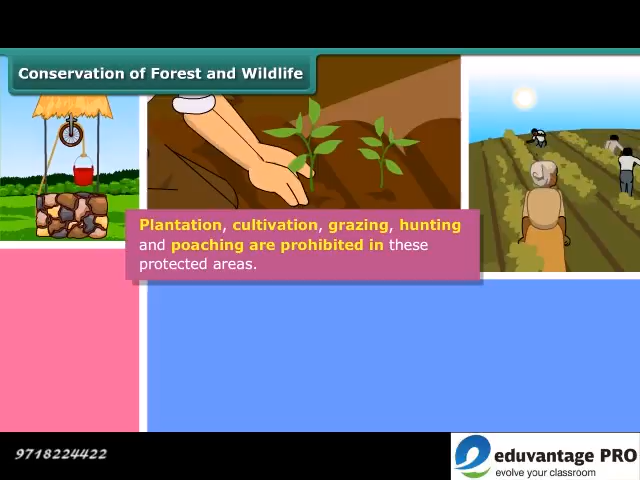 Conservation of Forest and Wildlife
Plantation, cultivation, grazing, hunting
and poaching are prohibited in these
protected areas.
9718224422
eduvantage PRO
evolve your classroom